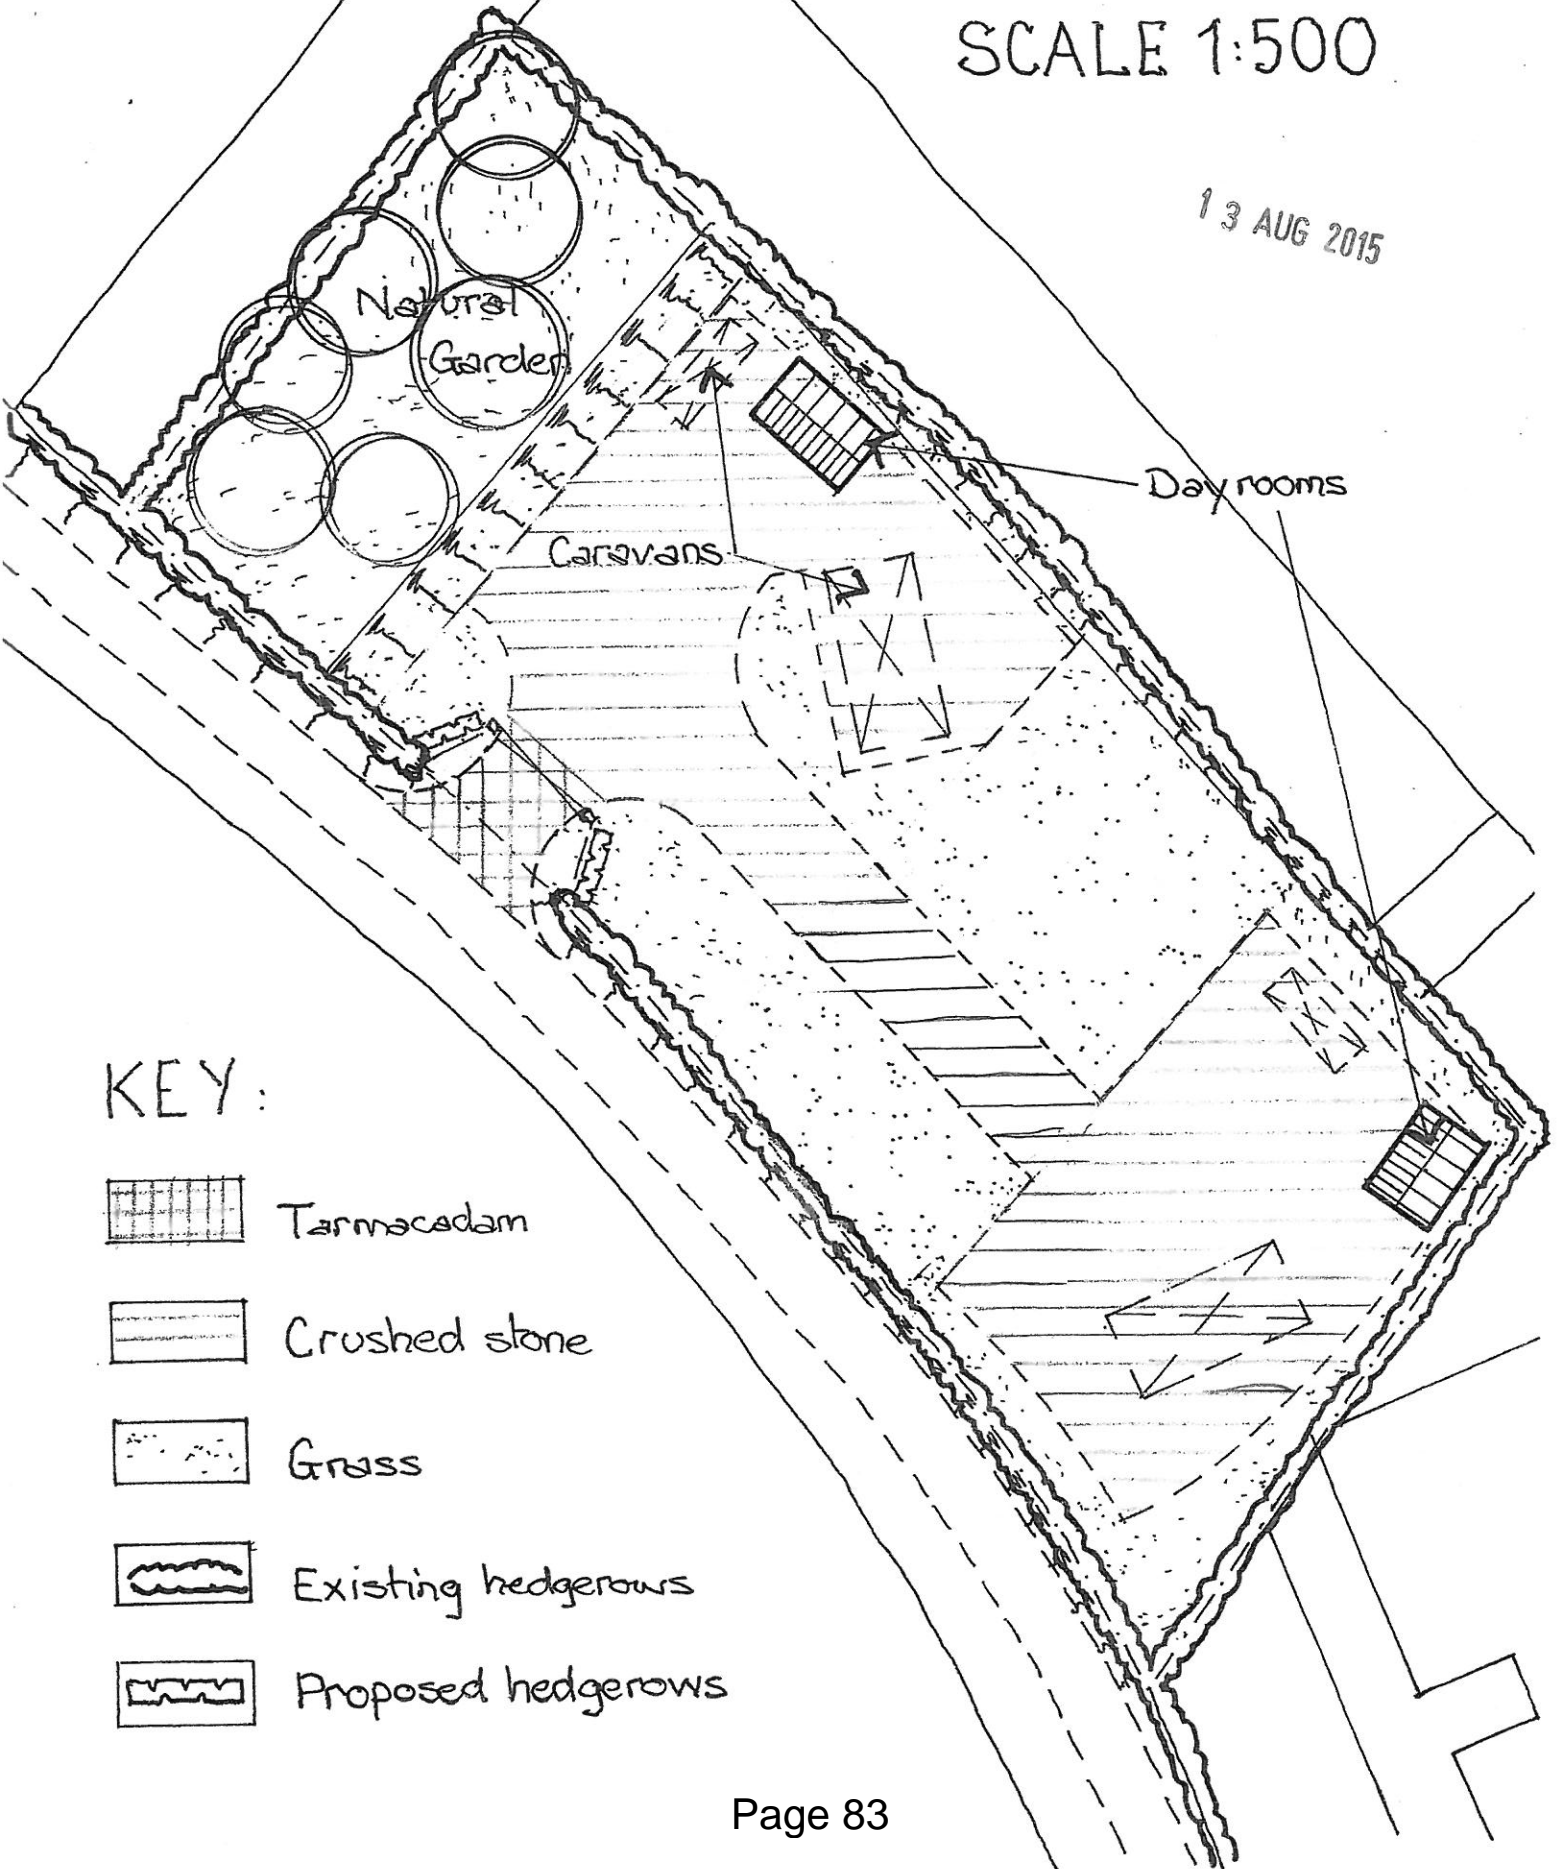 SCALE 1:500
13 AUG 2015
Natural
Garden
Dayrooms
Caravans
KEY:
Tarmacadam
Crushed stone
Grass
Existing hedgerows
Proposed hedgerows
Page 83